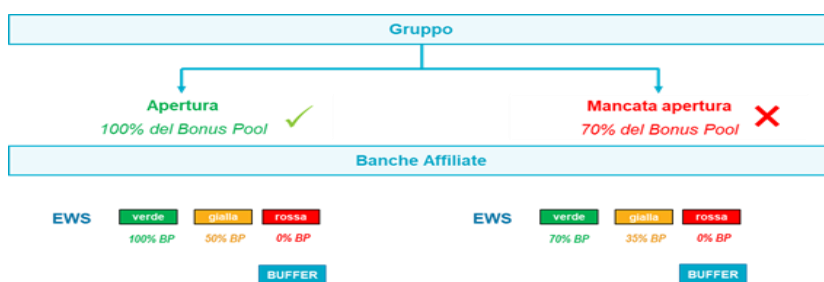 Gruppo
Apertura Mancata apertura
100% del Bonus Pool 70% del Bonus Pool
Banche Affiliate
EWS verde gialla rossa EWS verde gialla rossa
100% BP 50% BP 0% BP 70% BP 35% BP 0% BP
BUFFER BUFFER